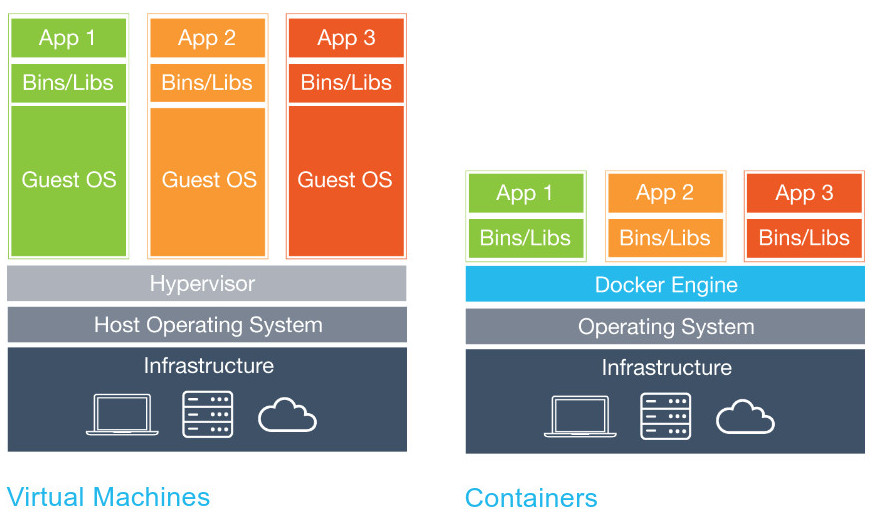 App 1
App 2
App 3
Bins/Libs
Bins/Libs
Bins/Libs
Guest OS
Guest OS
Guest OS
Hypervisor
Host Operating System
Infrastructure
Virtual Machines
App 1
App 2
App 3
Bins/Libs
Bins/Libs
Bins/Libs
Docker Engine
Operating System
Infrastructure
Containers